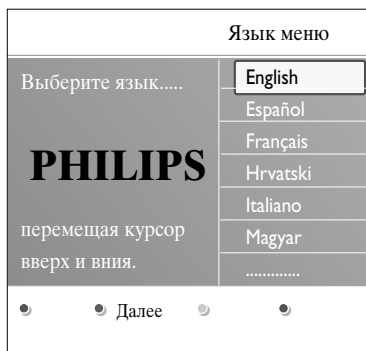 Язык меню
Выберите язык.....
PHILIPS
перемещая курсор
вверх и вния.
English
Español
Français
Hrvatski
Italiano
Magyar
.............
Далее